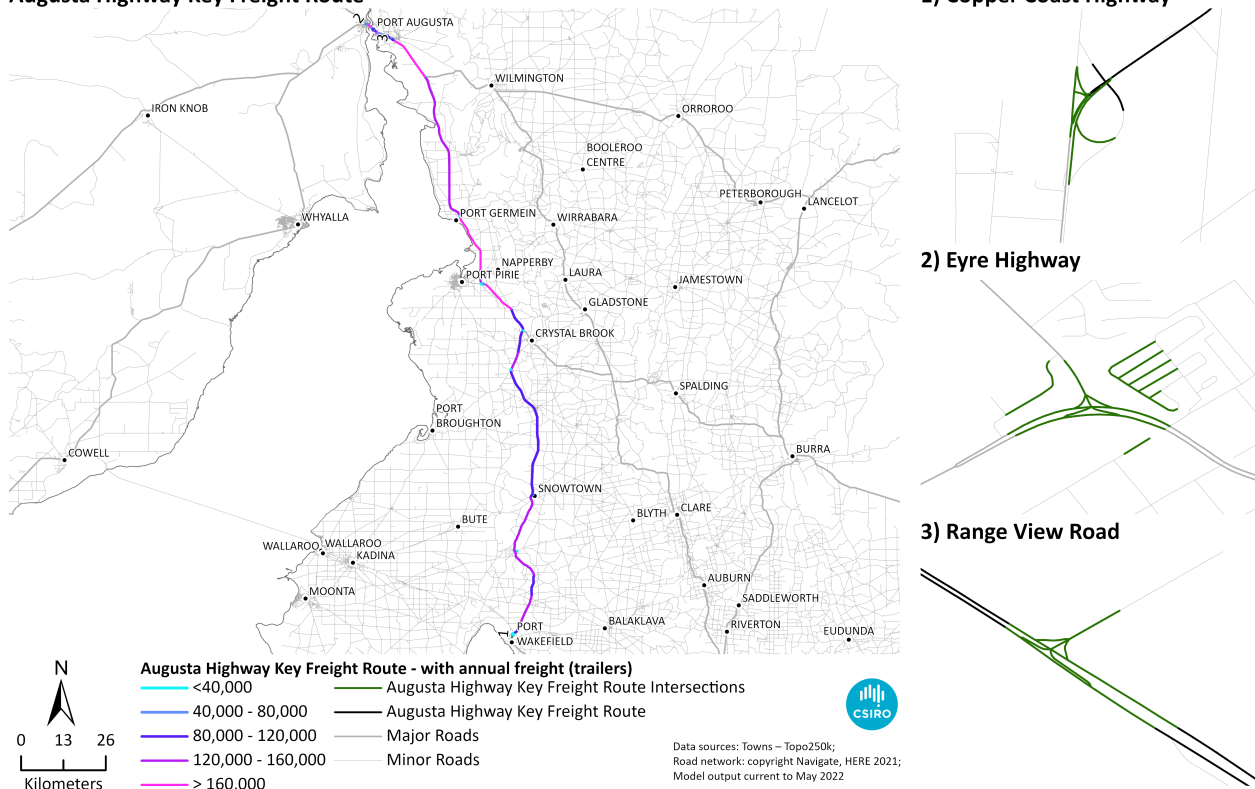 Augusta Highway Key Freight Route
1) Copper Coast Highway
2
PORT AUGUSTA
3
WILMINGTON
IRON KNOB
ORROROO
BOOLEROO
CENTRE
PETERBOROUGH
LANCELOT
WHYALLA
PORT GERMEIN
WIRRABARA
2) Eyre Highway
NAPPERBY
PORT PIRIE
LAURA
JAMESTOWN
GLADSTONE
CRYSTAL BROOK
SPALDING
PORT
BROUGHTON
COWELL
BURRA
SNOWTOWN
BUTE
BLYTH
CLARE
3) Range View Road
WALLAROO
WALLAROO
KADINA
MOONTA
AUBURN
SADDLEWORTH
1
PORT
WAKEFIELD
BALAKLAVA
RIVERTON
EUDUNDA
N
0 13 26
Kilometers
Augusta Highway Key Freight Route - with annual freight (trailers)
<40,000
40,000 - 80,000
80,000 - 120,000
120,000 - 160,000
> 160,000
Augusta Highway Key Freight Route Intersections
Augusta Highway Key Freight Route
Major Roads
Minor Roads
Data sources: Towns – Topo250k;
Road network: copyright Navigate, HERE 2021;
Model output current to May 2022
CSIRO